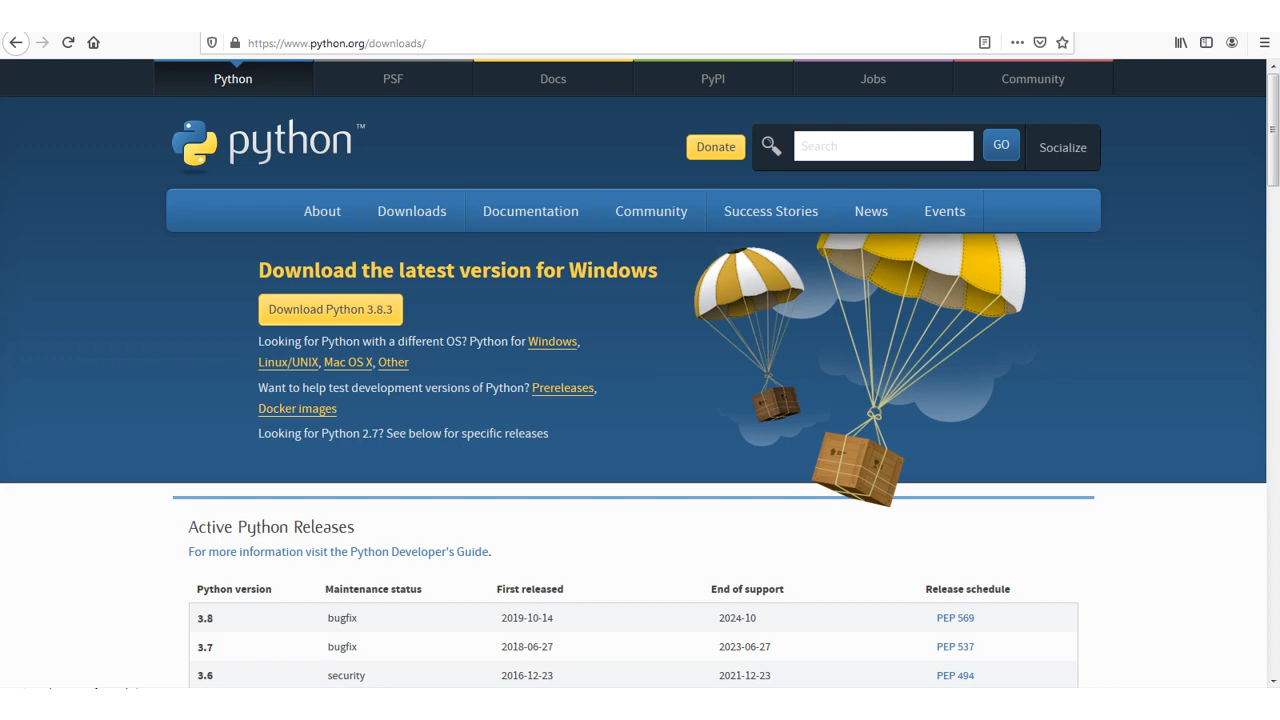 https://www.python.org/downloads/
Python PSF Docs PyPI Jobs Community
python™
Donate Search GO Socialize
About Downloads Documentation Community Success Stories News Events
Download the latest version for Windows
Download Python 3.8.3
Looking for Python with a different OS? Python for Windows,
Linux/UNIX, Mac OS X, Other
Want to help test development versions of Python? Prereleases,
Docker images
Looking for Python 2.7? See below for specific releases
Active Python Releases
For more information visit the Python Developer's Guide.
Python version Maintenance status First released End of support Release schedule
3.8 bugfix 2019-10-14 2024-10 PEP 569
3.7 bugfix 2018-06-27 2023-06-27 PEP 537
3.6 security 2016-12-23 2021-12-23 PEP 494